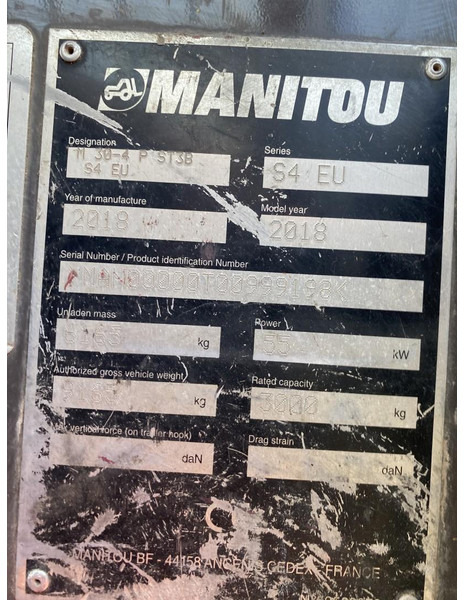 MANITOU
Designation
M 30-4 P ST3B
S4 EU
Series
S4 EU
Year of manufacture
2018
Model year
2018
Serial Number / Product identification Number
Unladen mass
kg
Power
55 kW
Authorized gross vehicle weight
kg
Rated capacity
3000 kg
vertical force (on trailer hook)
daN
Drag strain
daN
MANITOU BF - 44158 ANCENIS CEDEX - FRANCE